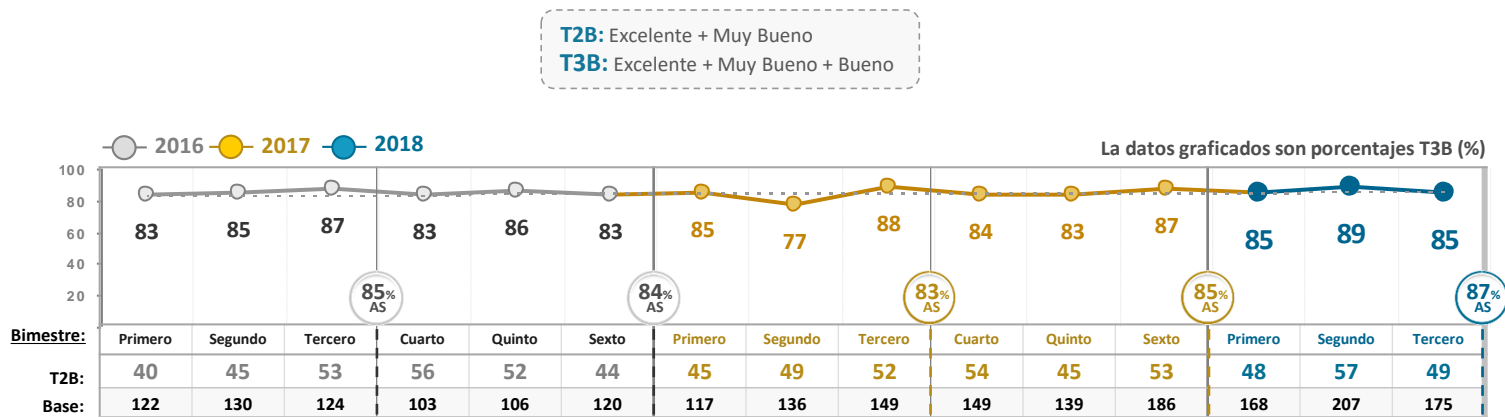 T2B: Excelente + Muy Bueno
T3B: Excelente + Muy Bueno + Bueno
2016 2017 2018
La datos graficados son porcentajes T3B (%)
100
80
60
40
20
83 85 87 83 86 83 85 77 88 84 83 87 85 89 85
85% AS 84% AS 83% AS 85% AS 87% AS
Bimestre: Primero Segundo Tercero Cuarto Quinto Sexto Primero Segundo Tercero Cuarto Quinto Sexto Primero Segundo Tercero
T2B: 40 45 53 56 52 44 45 49 52 54 45 53 48 57 49
Base: 122 130 124 103 106 120 117 136 149 149 139 186 168 207 175